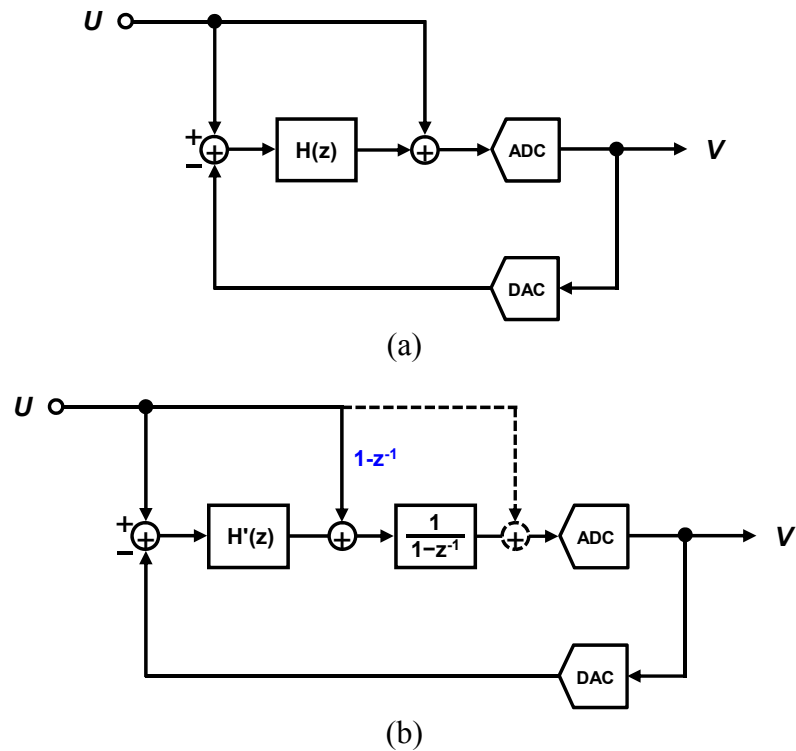 U
+
+
−
H(z)
+
ADC
V
DAC
(a)
U
1-z⁻¹
+
+
−
H'(z)
+
1
1−z⁻¹
+
ADC
V
DAC
(b)